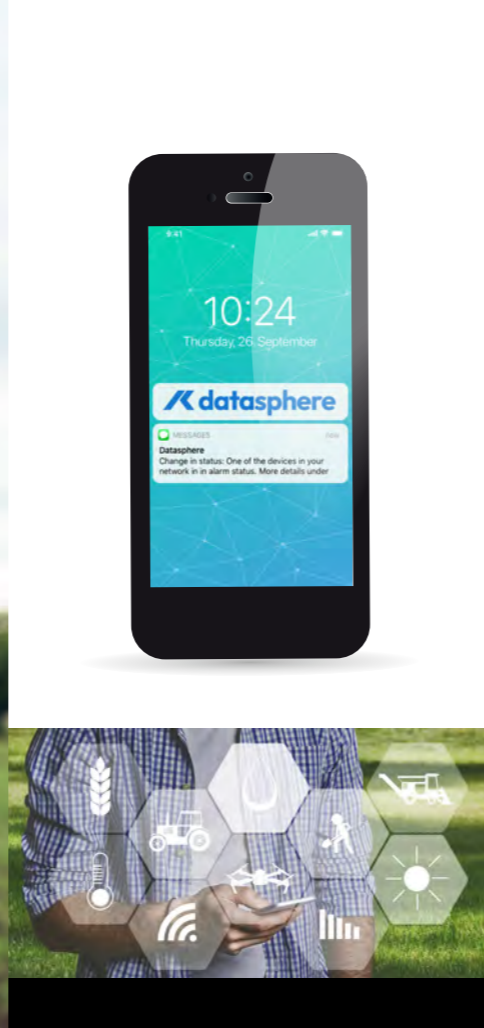 9:41
10:24
Thursday, 26. September
datasphere
MESSAGES now
Datasphere
Change in status: One of the devices in your
network in in alarm status. More details under